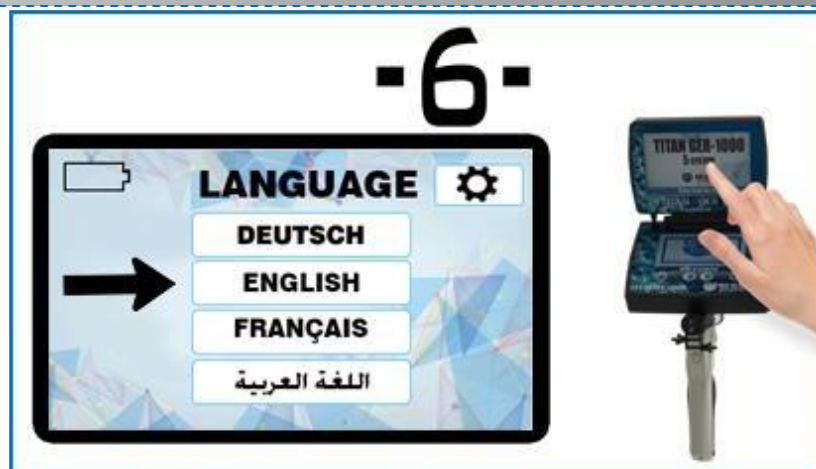 -6-
LANGUAGE
DEUTSCH
ENGLISH
FRANÇAIS
اللغة العربية
TITAN GER-1000